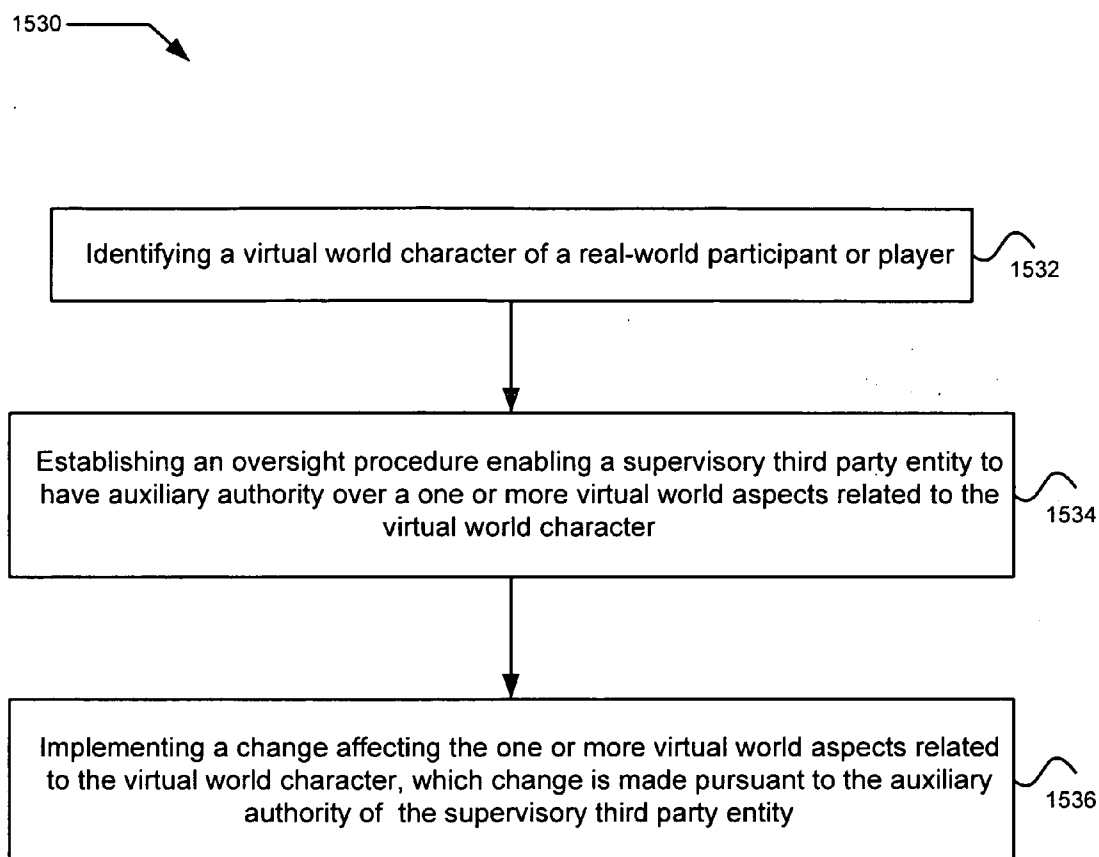 1530
Identifying a virtual world character of a real-world participant or player
1532
Establishing an oversight procedure enabling a supervisory third party entity to
have auxiliary authority over a one or more virtual world aspects related to the
virtual world character
1534
Implementing a change affecting the one or more virtual world aspects related
to the virtual world character, which change is made pursuant to the auxiliary
authority of the supervisory third party entity
1536